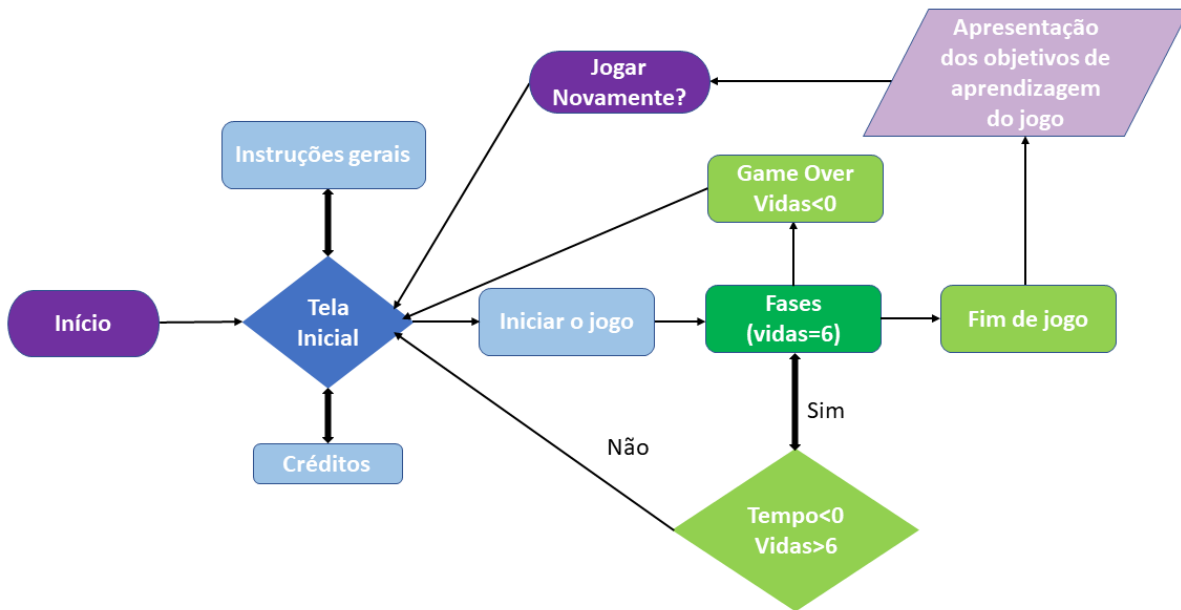 Apresentação
dos objetivos de
aprendizagem
do jogo
Jogar
Novamente?
Instruções gerais
Game Over
Vidas<0
Início
Tela
Inicial
Iniciar o jogo
Fases
(vidas=6)
Fim de jogo
Sim
Não
Créditos
Tempo<0
Vidas>6